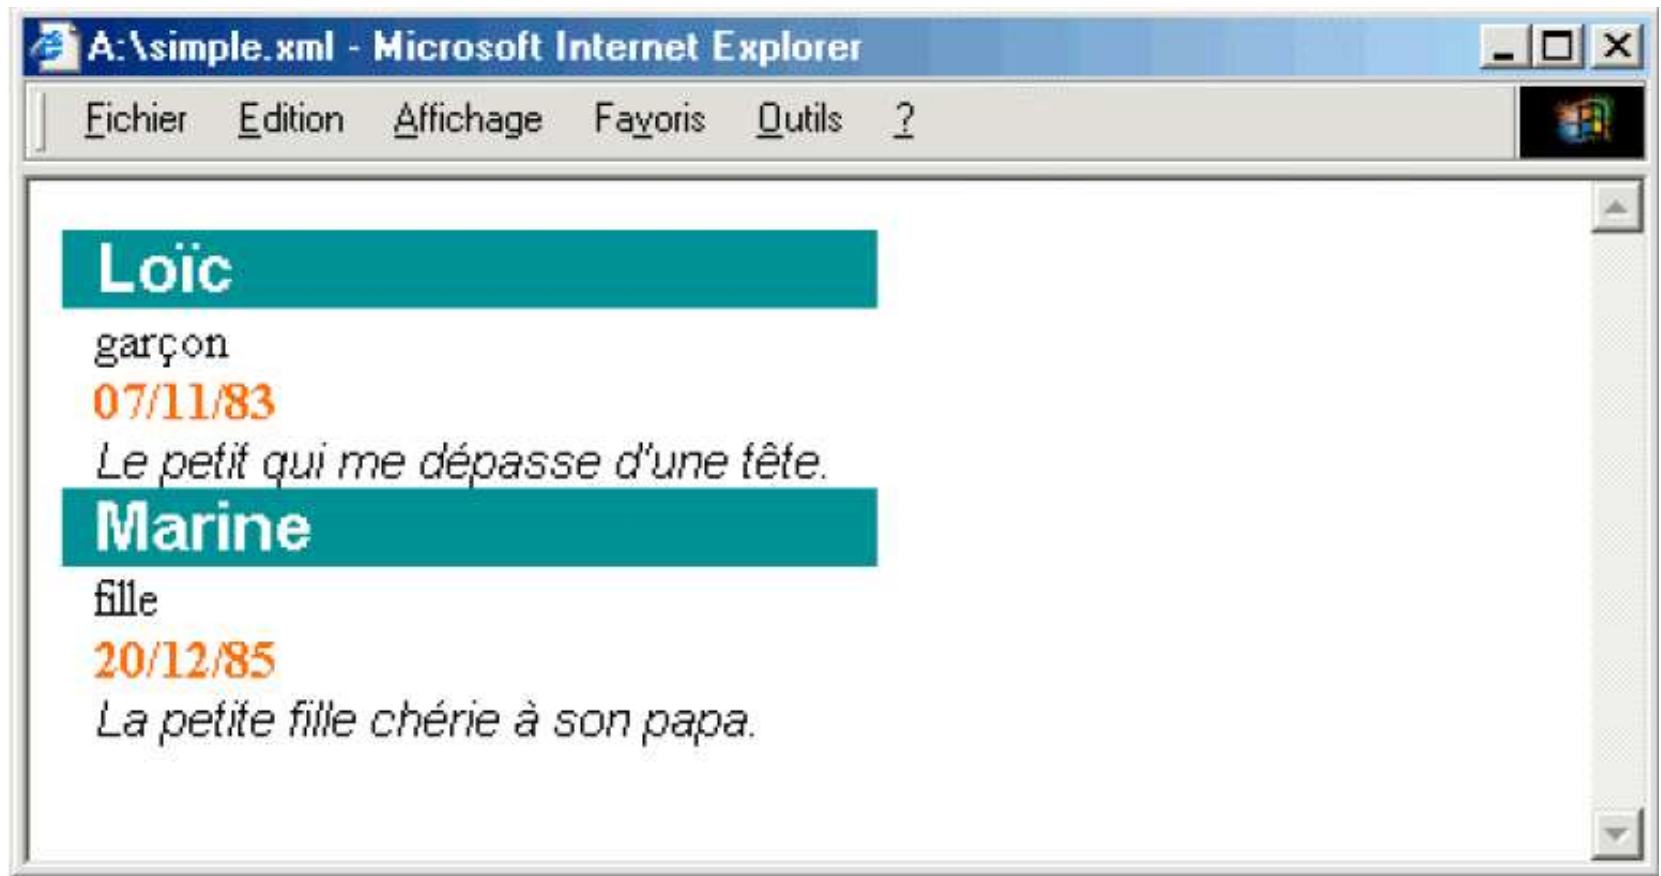 A:\simple.xml - Microsoft Internet Explorer
Fichier Edition Affichage Favoris Outils ?
Loïc
garçon
07/11/83
Le petit qui me dépasse d'une tête.
Marine
fille
20/12/85
La petite fille chérie à son papa.